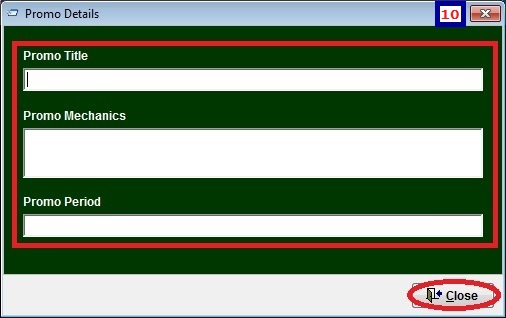 Promo Details
10
Promo Title
Promo Mechanics
Promo Period
Close